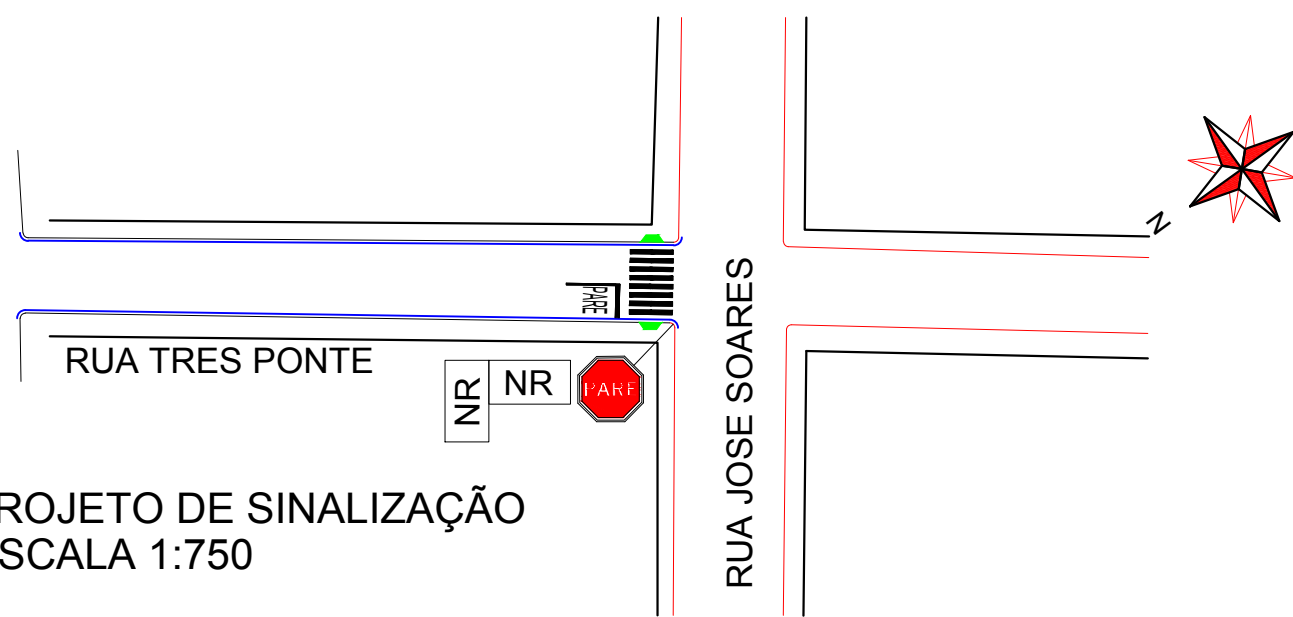 N
RUA JOSE SOARES
PARE
RUA TRES PONTE
NR
NR
PARE
ROJETO DE SINALIZAÇÃO
SCALA 1:750